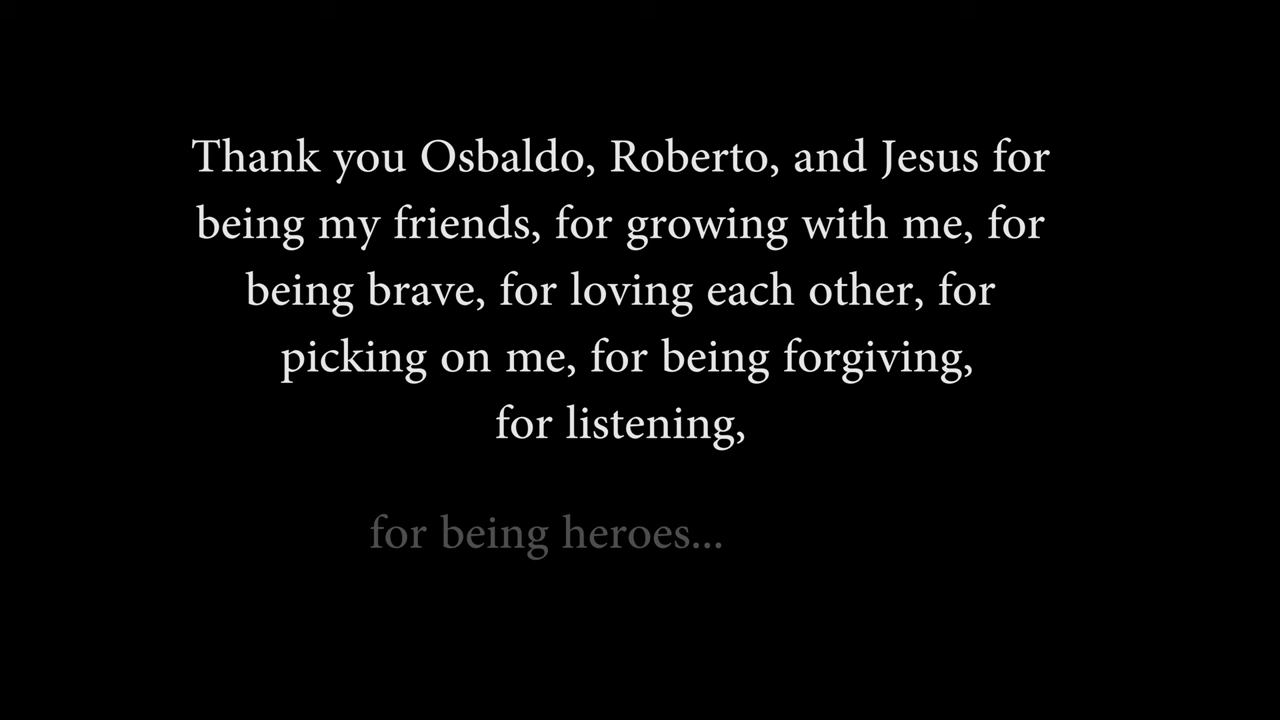 Thank you Osbaldo, Roberto, and Jesus for
being my friends, for growing with me, for
being brave, for loving each other, for
picking on me, for being forgiving,
for listening,
for being heroes...